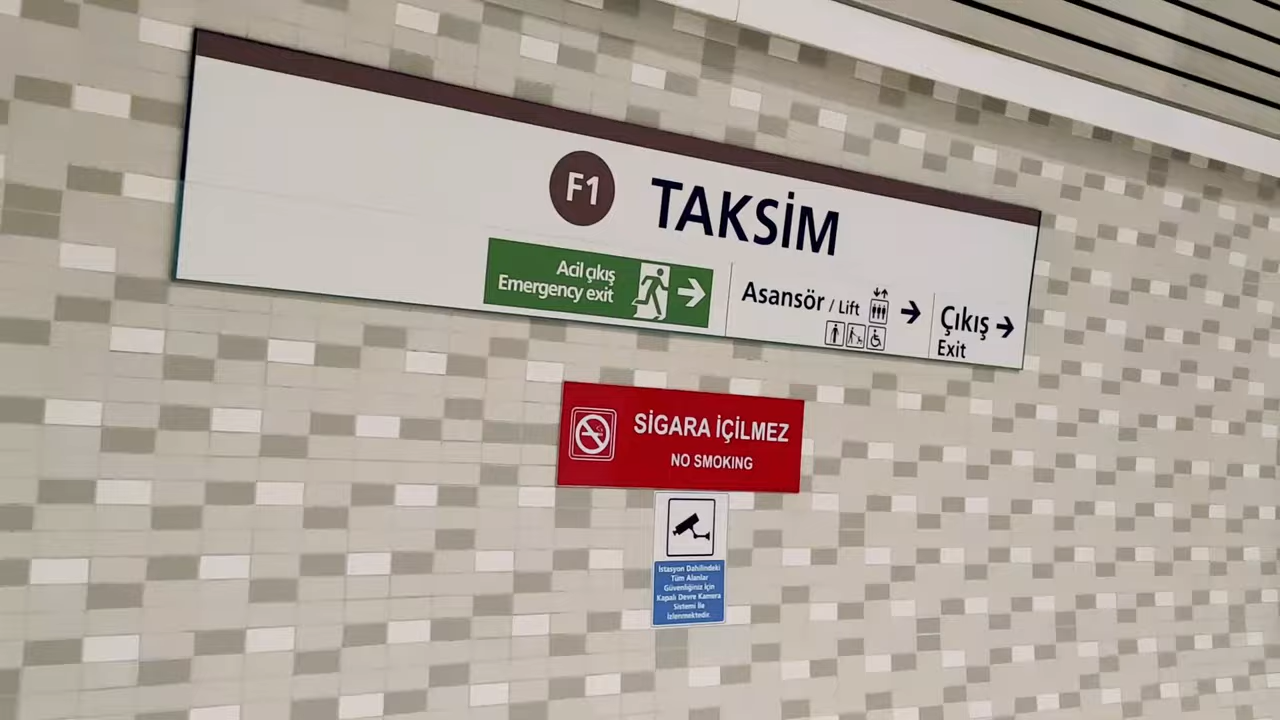 F1 TAKSİM
Acil çıkış
Emergency exit
Asansör / Lift
Çıkış
Exit
SİGARA İÇİLMEZ
NO SMOKING
İstasyon Dahilindeki
Tüm Alanlar
Güvenliğiniz İçin
Kapalı Devre Kamera
Sistemi İle
İzlenmektedir.